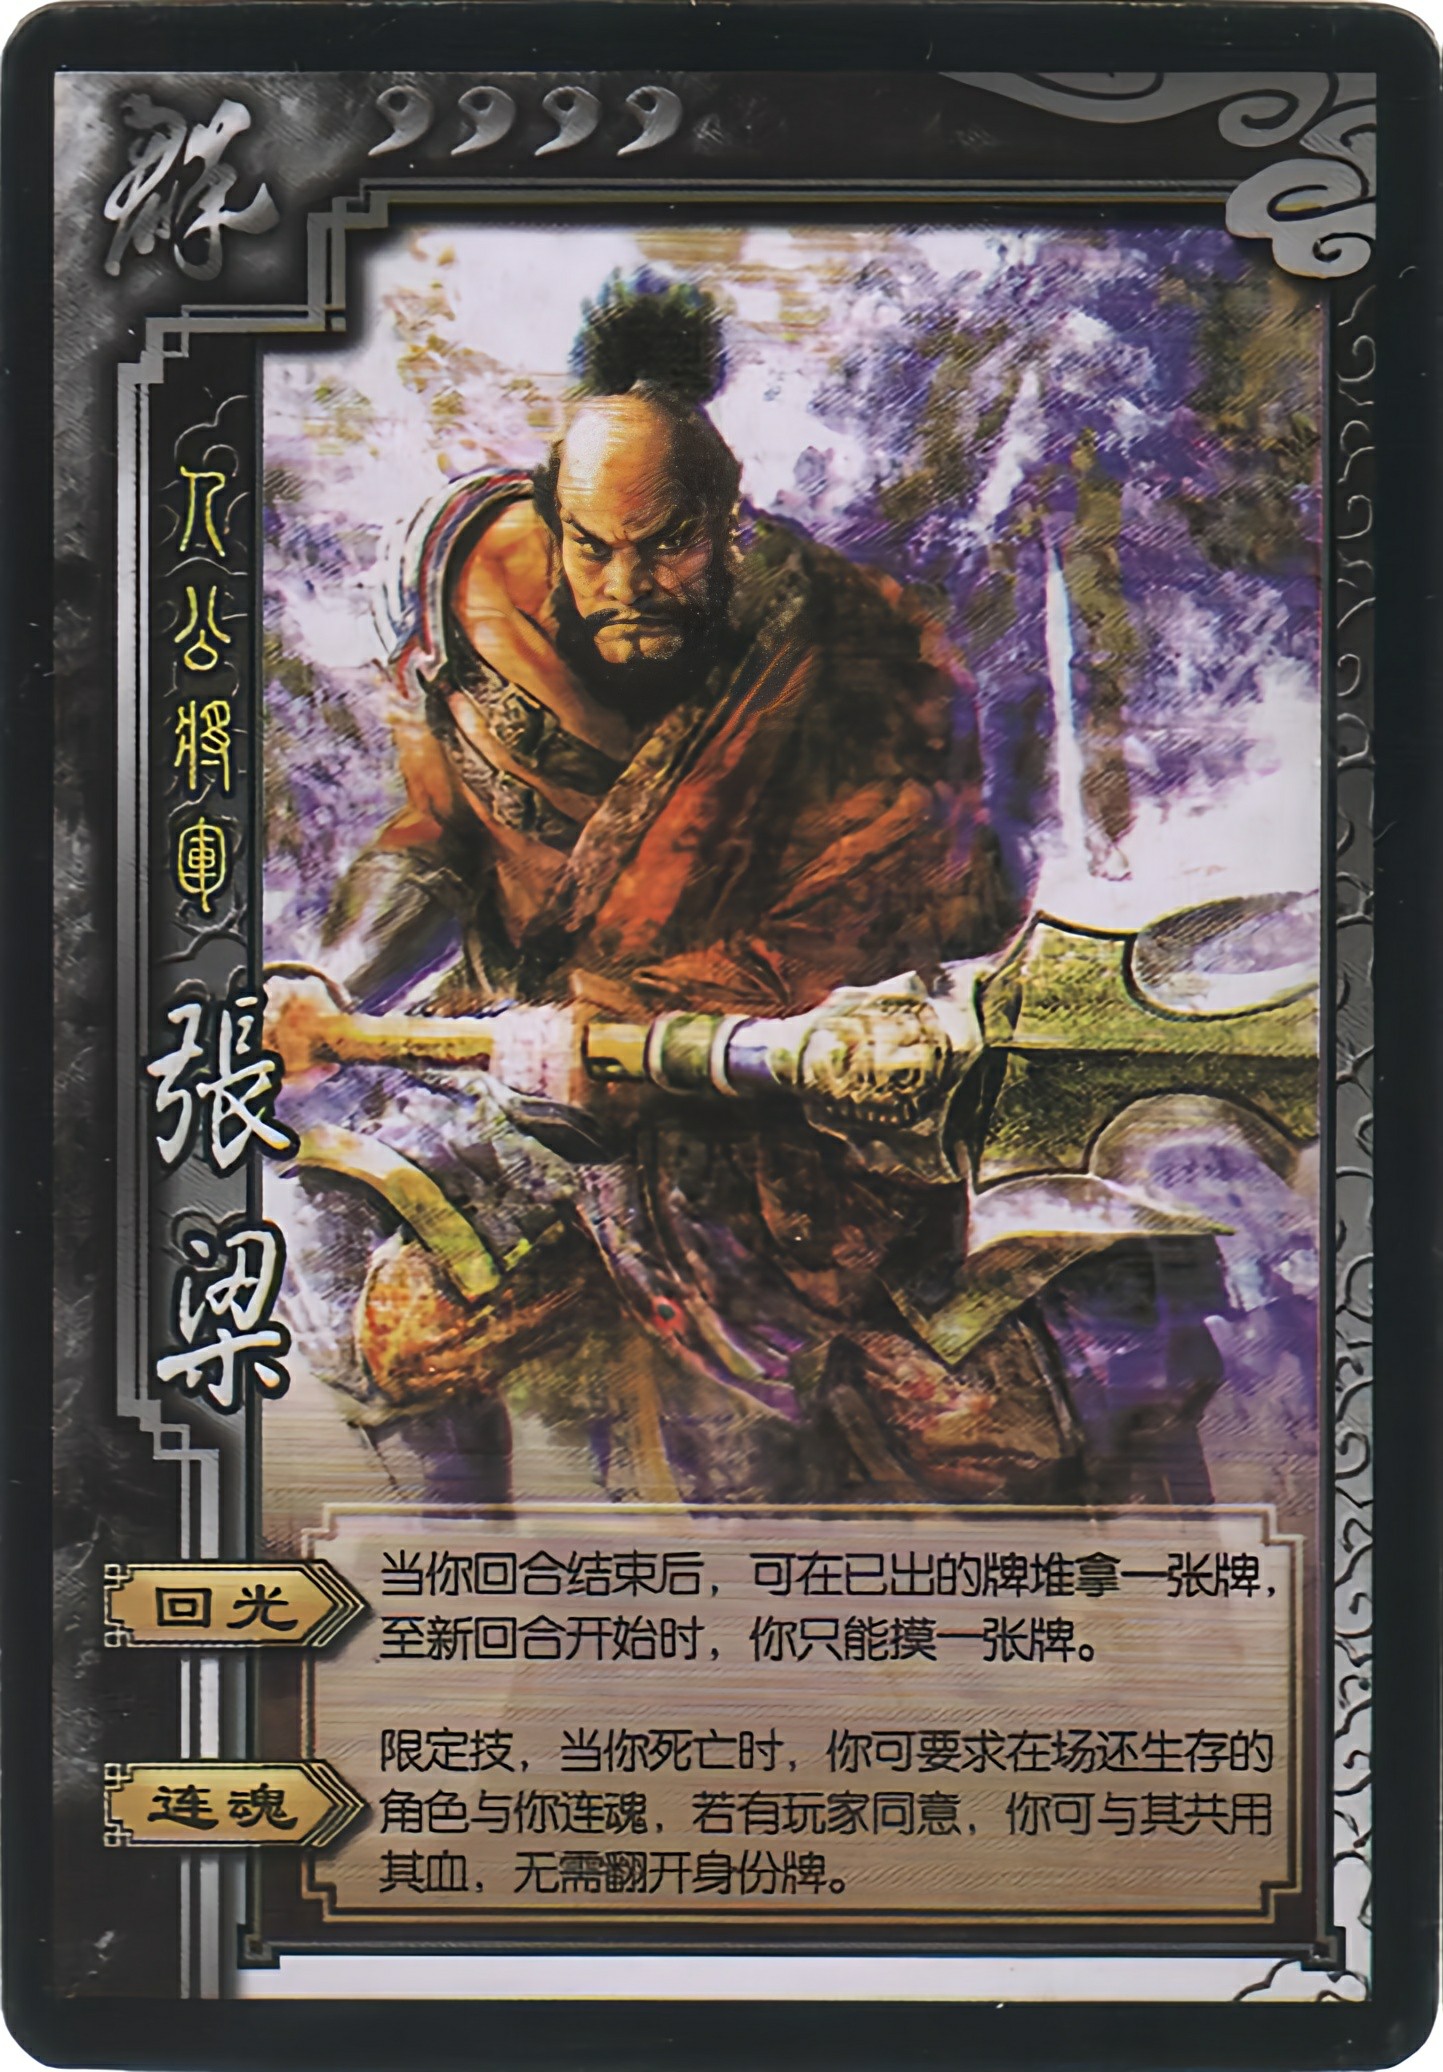 群
人公將軍
張梁
回光
当你回合结束后，可在已出的牌堆拿一张牌，
至新回合开始时，你只能摸一张牌。
连魂
限定技，当你死亡时，你可要求在场还生存的
角色与你连魂，若有玩家同意，你可与其共用
其血，无需翻开身份牌。